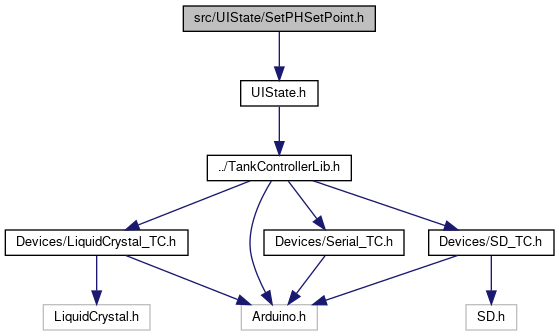 src/UIState/SetPHSetPoint.h
UIState.h
../TankControllerLib.h
Devices/LiquidCrystal_TC.h
Devices/Serial_TC.h
Devices/SD_TC.h
LiquidCrystal.h
Arduino.h
SD.h